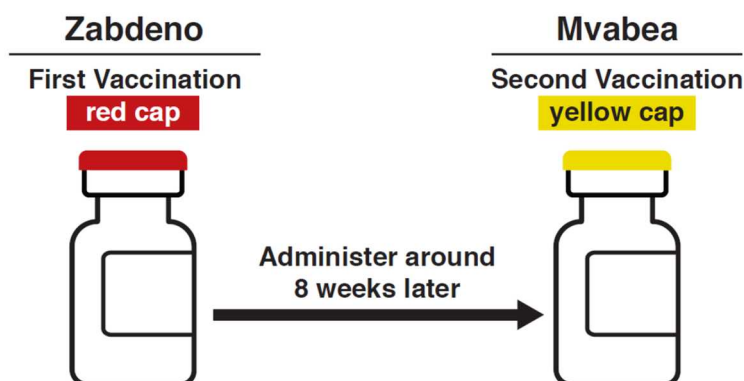 Zabdeno
First Vaccination
red cap
Mvabea
Second Vaccination
yellow cap
Administer around
8 weeks later